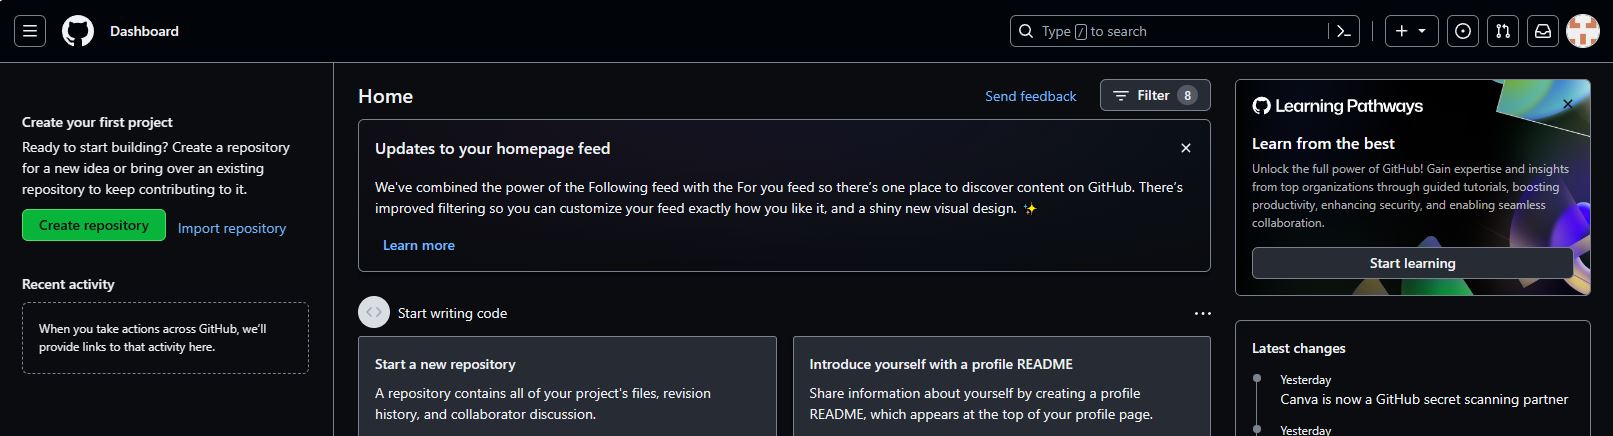 Dashboard
Type / to search
Create your first project
Ready to start building? Create a repository
for a new idea or bring over an existing
repository to keep contributing to it.
Create repository
Import repository
Recent activity
When you take actions across GitHub, we'll
provide links to that activity here.
Home
Send feedback
Filter 8
Updates to your homepage feed
We've combined the power of the Following feed with the For you feed so there's one place to discover content on GitHub. There's
improved filtering so you can customize your feed exactly how you like it, and a shiny new visual design. ✨
Learn more
Start writing code
Start a new repository
A repository contains all of your project's files, revision
history, and collaborator discussion.
Introduce yourself with a profile README
Share information about yourself by creating a profile
README, which appears at the top of your profile page.
Learning Pathways
Learn from the best
Unlock the full power of GitHub! Gain expertise and insights
from top organizations through guided tutorials, boosting
productivity, enhancing security, and enabling seamless
collaboration.
Start learning
Latest changes
Yesterday
Canva is now a GitHub secret scanning partner
Yesterday